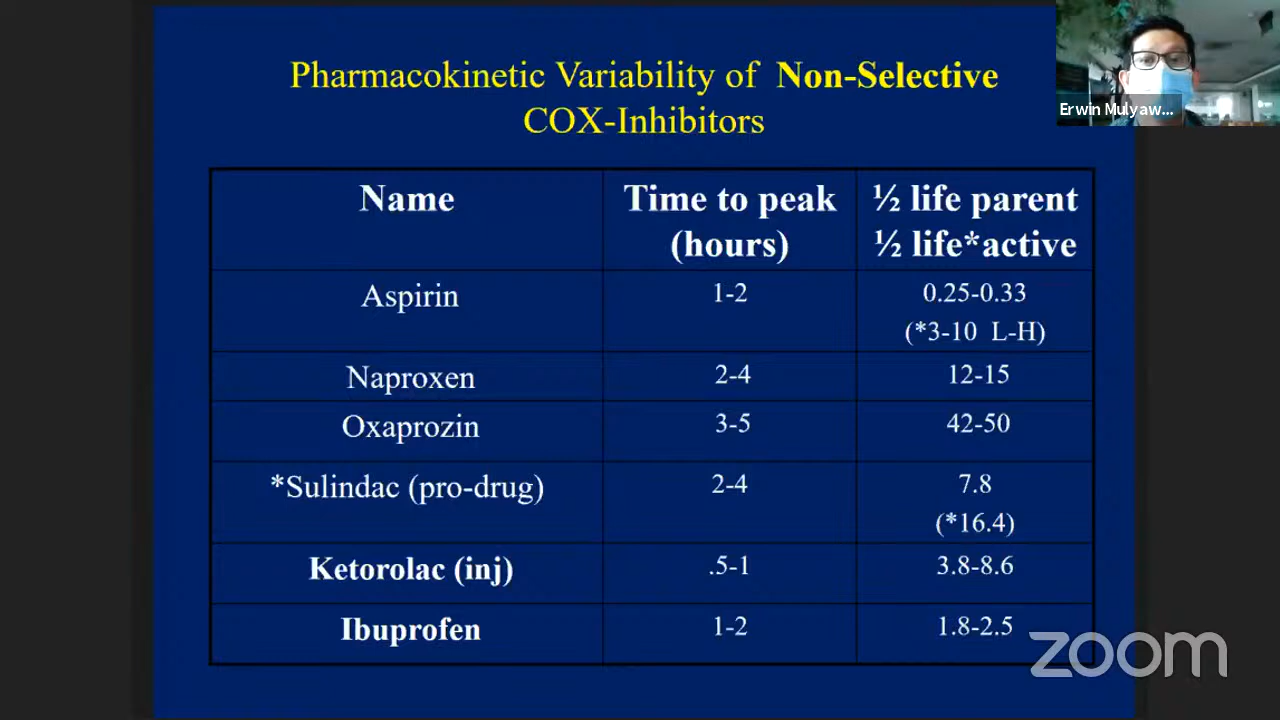 Pharmacokinetic Variability of Non-Selective
COX-Inhibitors
Erwin Mulyaw...
Name
Time to peak
(hours)
½ life parent
½ life*active
Aspirin
1-2
0.25-0.33
(*3-10 L-H)
Naproxen
2-4
12-15
Oxaprozin
3-5
42-50
*Sulindac (pro-drug)
2-4
7.8
(*16.4)
Ketorolac (inj)
.5-1
3.8-8.6
Ibuprofen
1-2
1.8-2.5
zoom